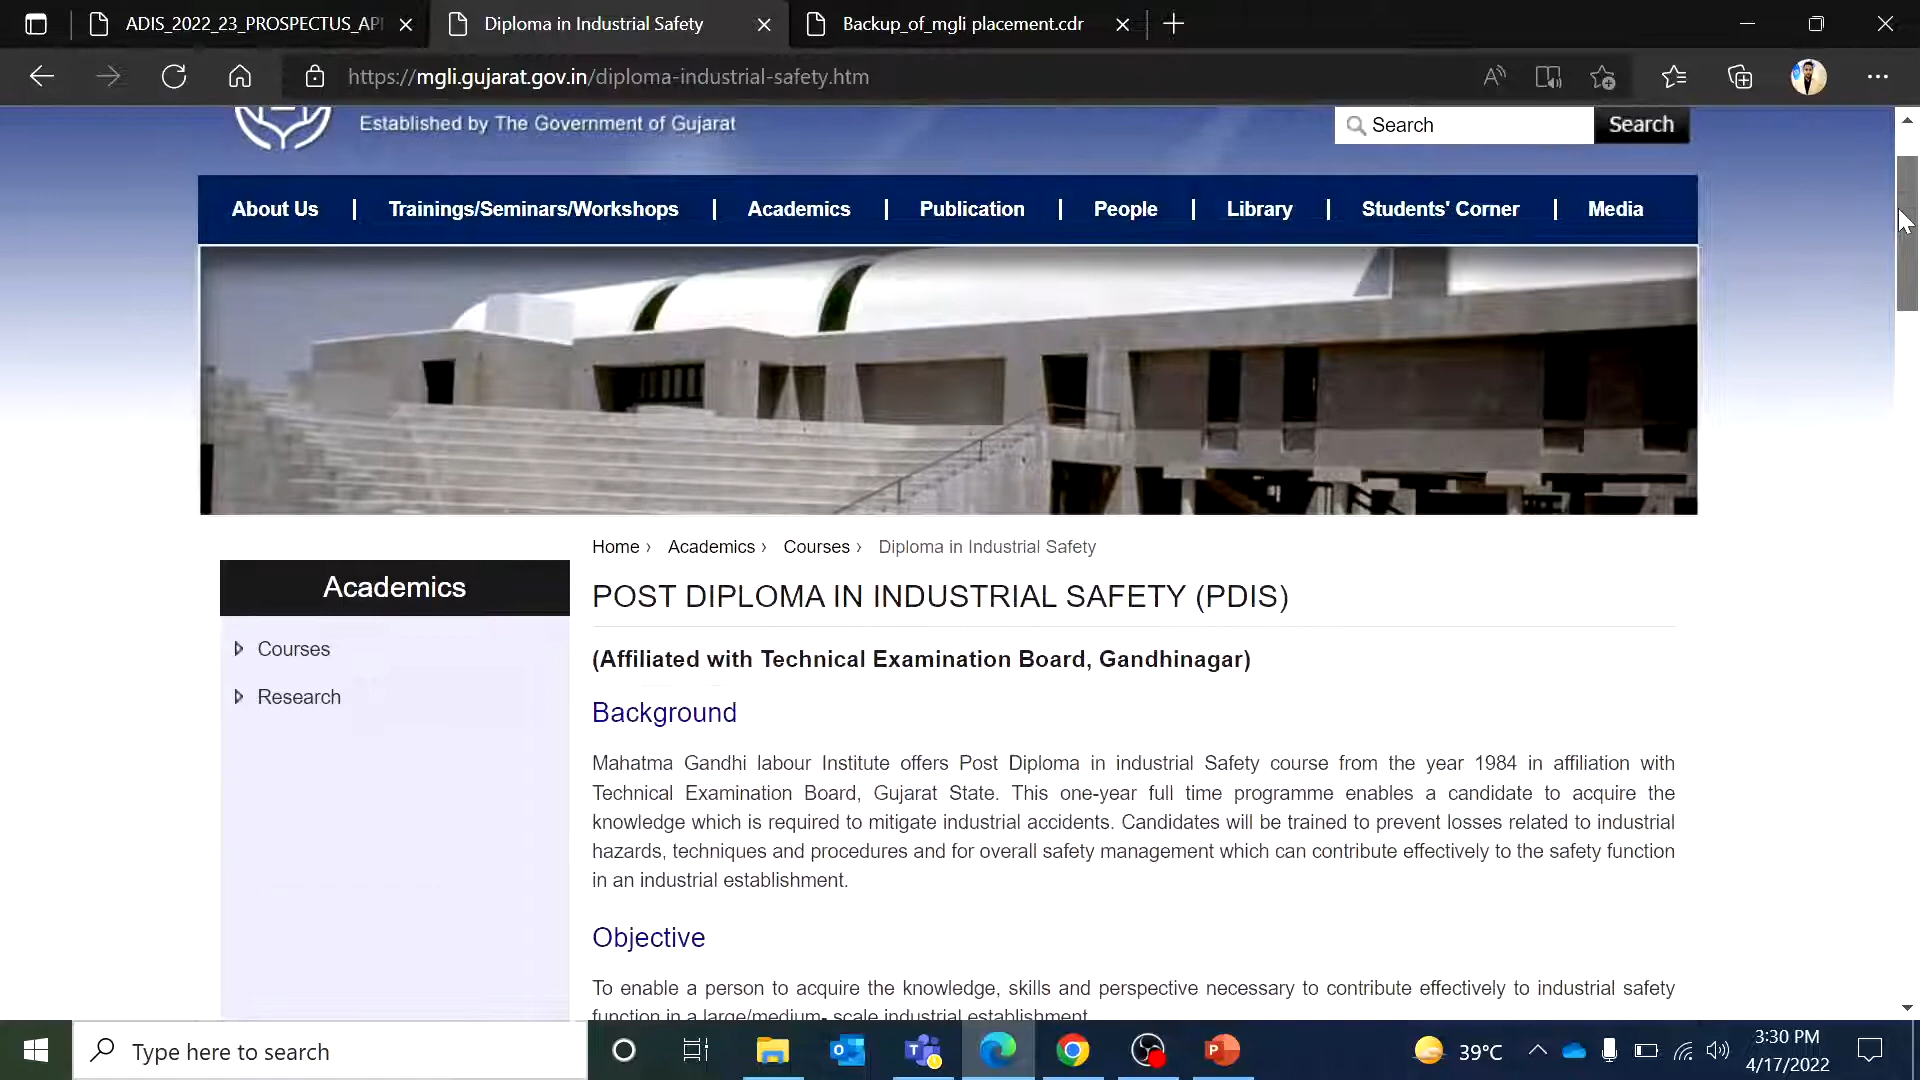 ADIS_2022_23_PROSPECTUS_API
Diploma in Industrial Safety
Backup_of_mgli placement.cdr
https://mgli.gujarat.gov.in/diploma-industrial-safety.htm
Established by The Government of Gujarat
Search
Search
About Us | Trainings/Seminars/Workshops | Academics | Publication | People | Library | Students' Corner | Media
Home › Academics › Courses › Diploma in Industrial Safety
Academics
Courses
Research
POST DIPLOMA IN INDUSTRIAL SAFETY (PDIS)
(Affiliated with Technical Examination Board, Gandhinagar)
Background
Mahatma Gandhi labour Institute offers Post Diploma in industrial Safety course from the year 1984 in affiliation with
Technical Examination Board, Gujarat State. This one-year full time programme enables a candidate to acquire the
knowledge which is required to mitigate industrial accidents. Candidates will be trained to prevent losses related to industrial
hazards, techniques and procedures and for overall safety management which can contribute effectively to the safety function
in an industrial establishment.
Objective
To enable a person to acquire the knowledge, skills and perspective necessary to contribute effectively to industrial safety
function in a large/medium- scale industrial establishment
Type here to search
39°C
3:30 PM
4/17/2022